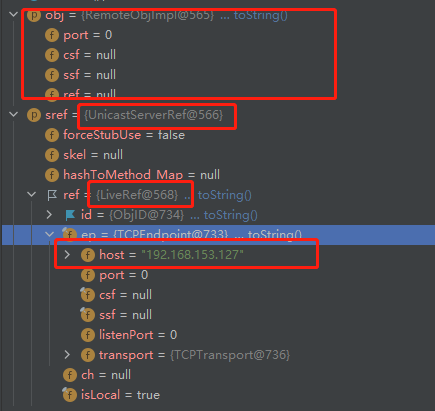 p obj = {RemoteObjImpl@565} ... toString()
f port = 0
f csf = null
f ssf = null
f ref = null
p sref = {UnicastServerRef@566}
f forceStubUse = false
f skel = null
f hashToMethod_Map = null
ref = {LiveRef@568} ... toString()
id = {ObjID@734} ... toString()
f ep = {TCPEndpoint@733} ... toString()
f host = "192.168.153.127"
f port = 0
f csf = null
f ssf = null
f listenPort = 0
f transport = {TCPTransport@736}
f ch = null
f isLocal = true